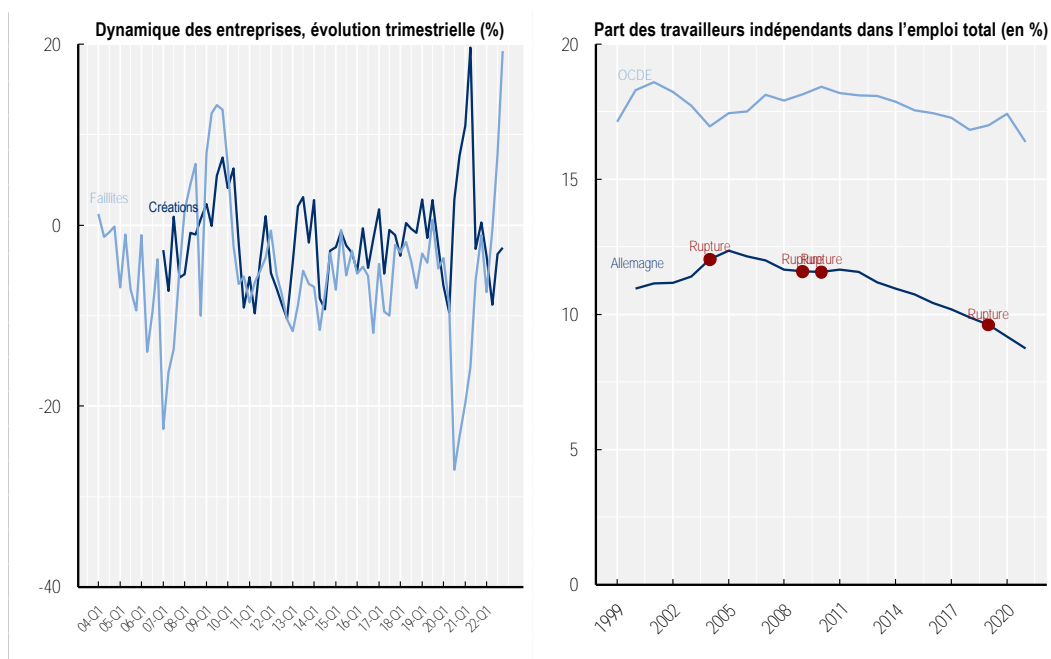 Dynamique des entreprises, évolution trimestrielle (%)
20
0
-20
-40
Faillites
Créations
04-Q1
05-Q1
06-Q1
07-Q1
08-Q1
09-Q1
10-Q1
11-Q1
12-Q1
13-Q1
14-Q1
15-Q1
16-Q1
17-Q1
18-Q1
19-Q1
20-Q1
21-Q1
22-Q1
Part des travailleurs indépendants dans l'emploi total (en %)
20
15
10
5
0
OCDE
Allemagne
Rupture
Rupture
Rupture
Rupture
1999
2002
2005
2008
2011
2014
2017
2020